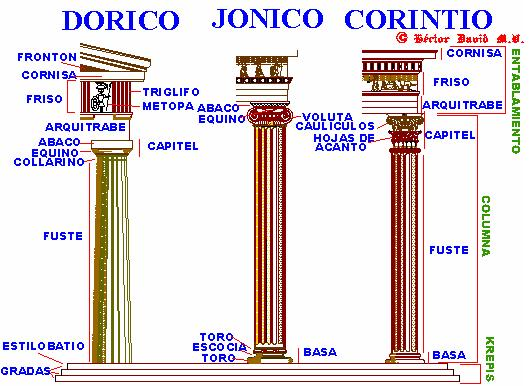 DORICO
JONICO
CORINTIO
© Héctor David M.V.
FRONTON
CORNISA
FRISO
TRIGLIFO
METOPA
ARQUITRABE
ABACO
EQUINO
COLLARINO
CAPITEL
FUSTE
ESTILOBATIO
GRADAS
ABACO
EQUINO
VOLUTA
CAULICULOS
HOJAS DE
ACANTO
TORO
ESCOCIA
TORO
BASA
CORNISA
FRISO
ARQUITRABE
CAPITEL
FUSTE
BASA
ENTABLAMIENTO
COLUMNA
KREPIS